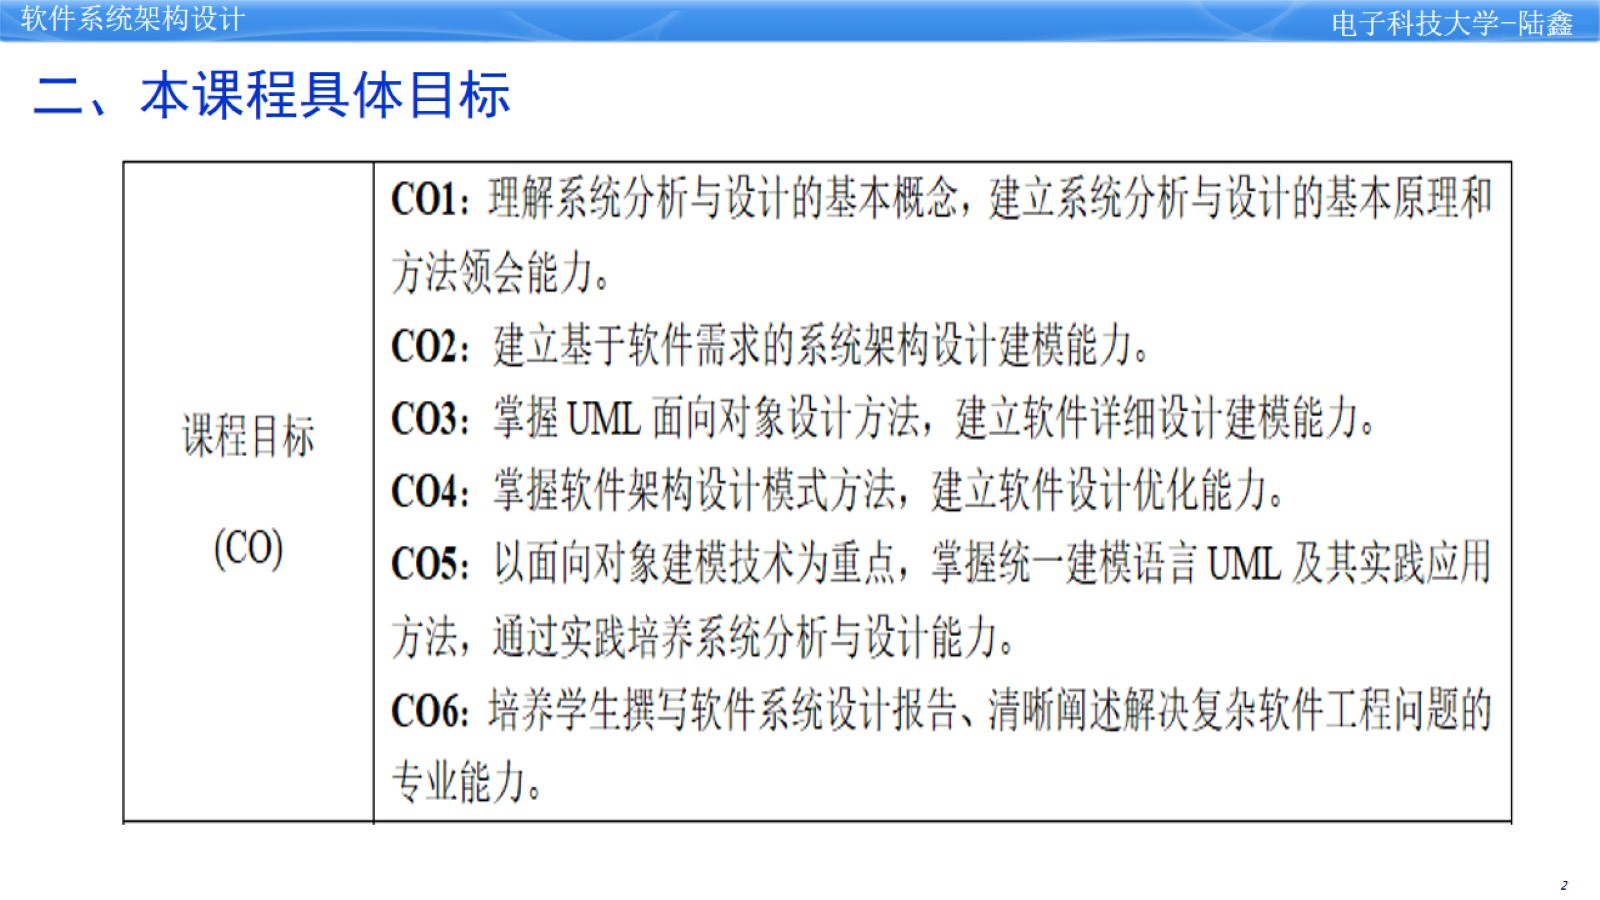 软件系统架构设计
电子科技大学-陆鑫
二、本课程具体目标
课程目标
(CO)
CO1：理解系统分析与设计的基本概念，建立系统分析与设计的基本原理和
方法领会能力。
CO2：建立基于软件需求的系统架构设计建模能力。
CO3：掌握 UML 面向对象设计方法，建立软件详细设计建模能力。
CO4：掌握软件架构设计模式方法，建立软件设计优化能力。
CO5：以面向对象建模技术为重点，掌握统一建模语言 UML 及其实践应用
方法，通过实践培养系统分析与设计能力。
CO6：培养学生撰写软件系统设计报告、清晰阐述解决复杂软件工程问题的
专业能力。
2